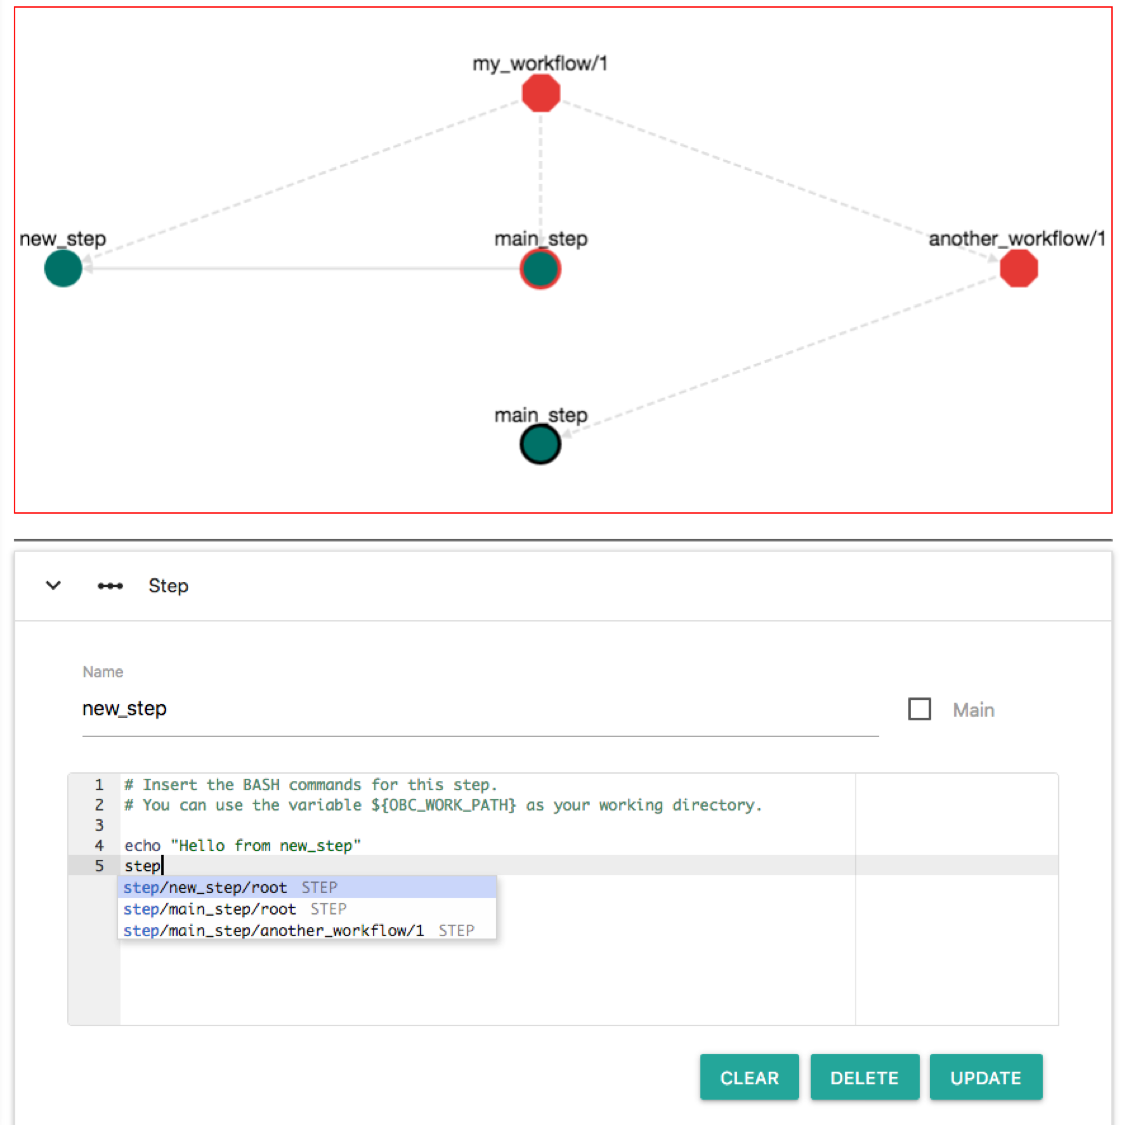 my_workflow/1
new_step
main_step
another_workflow/1
main_step
Step
Name
new_step
Main
1 # Insert the BASH commands for this step.
2 # You can use the variable ${OBC_WORK_PATH} as your working directory.
3
4 echo "Hello from new_step"
5 step
step/new_step/root STEP
step/main_step/root STEP
step/main_step/another_workflow/1 STEP
CLEAR DELETE UPDATE